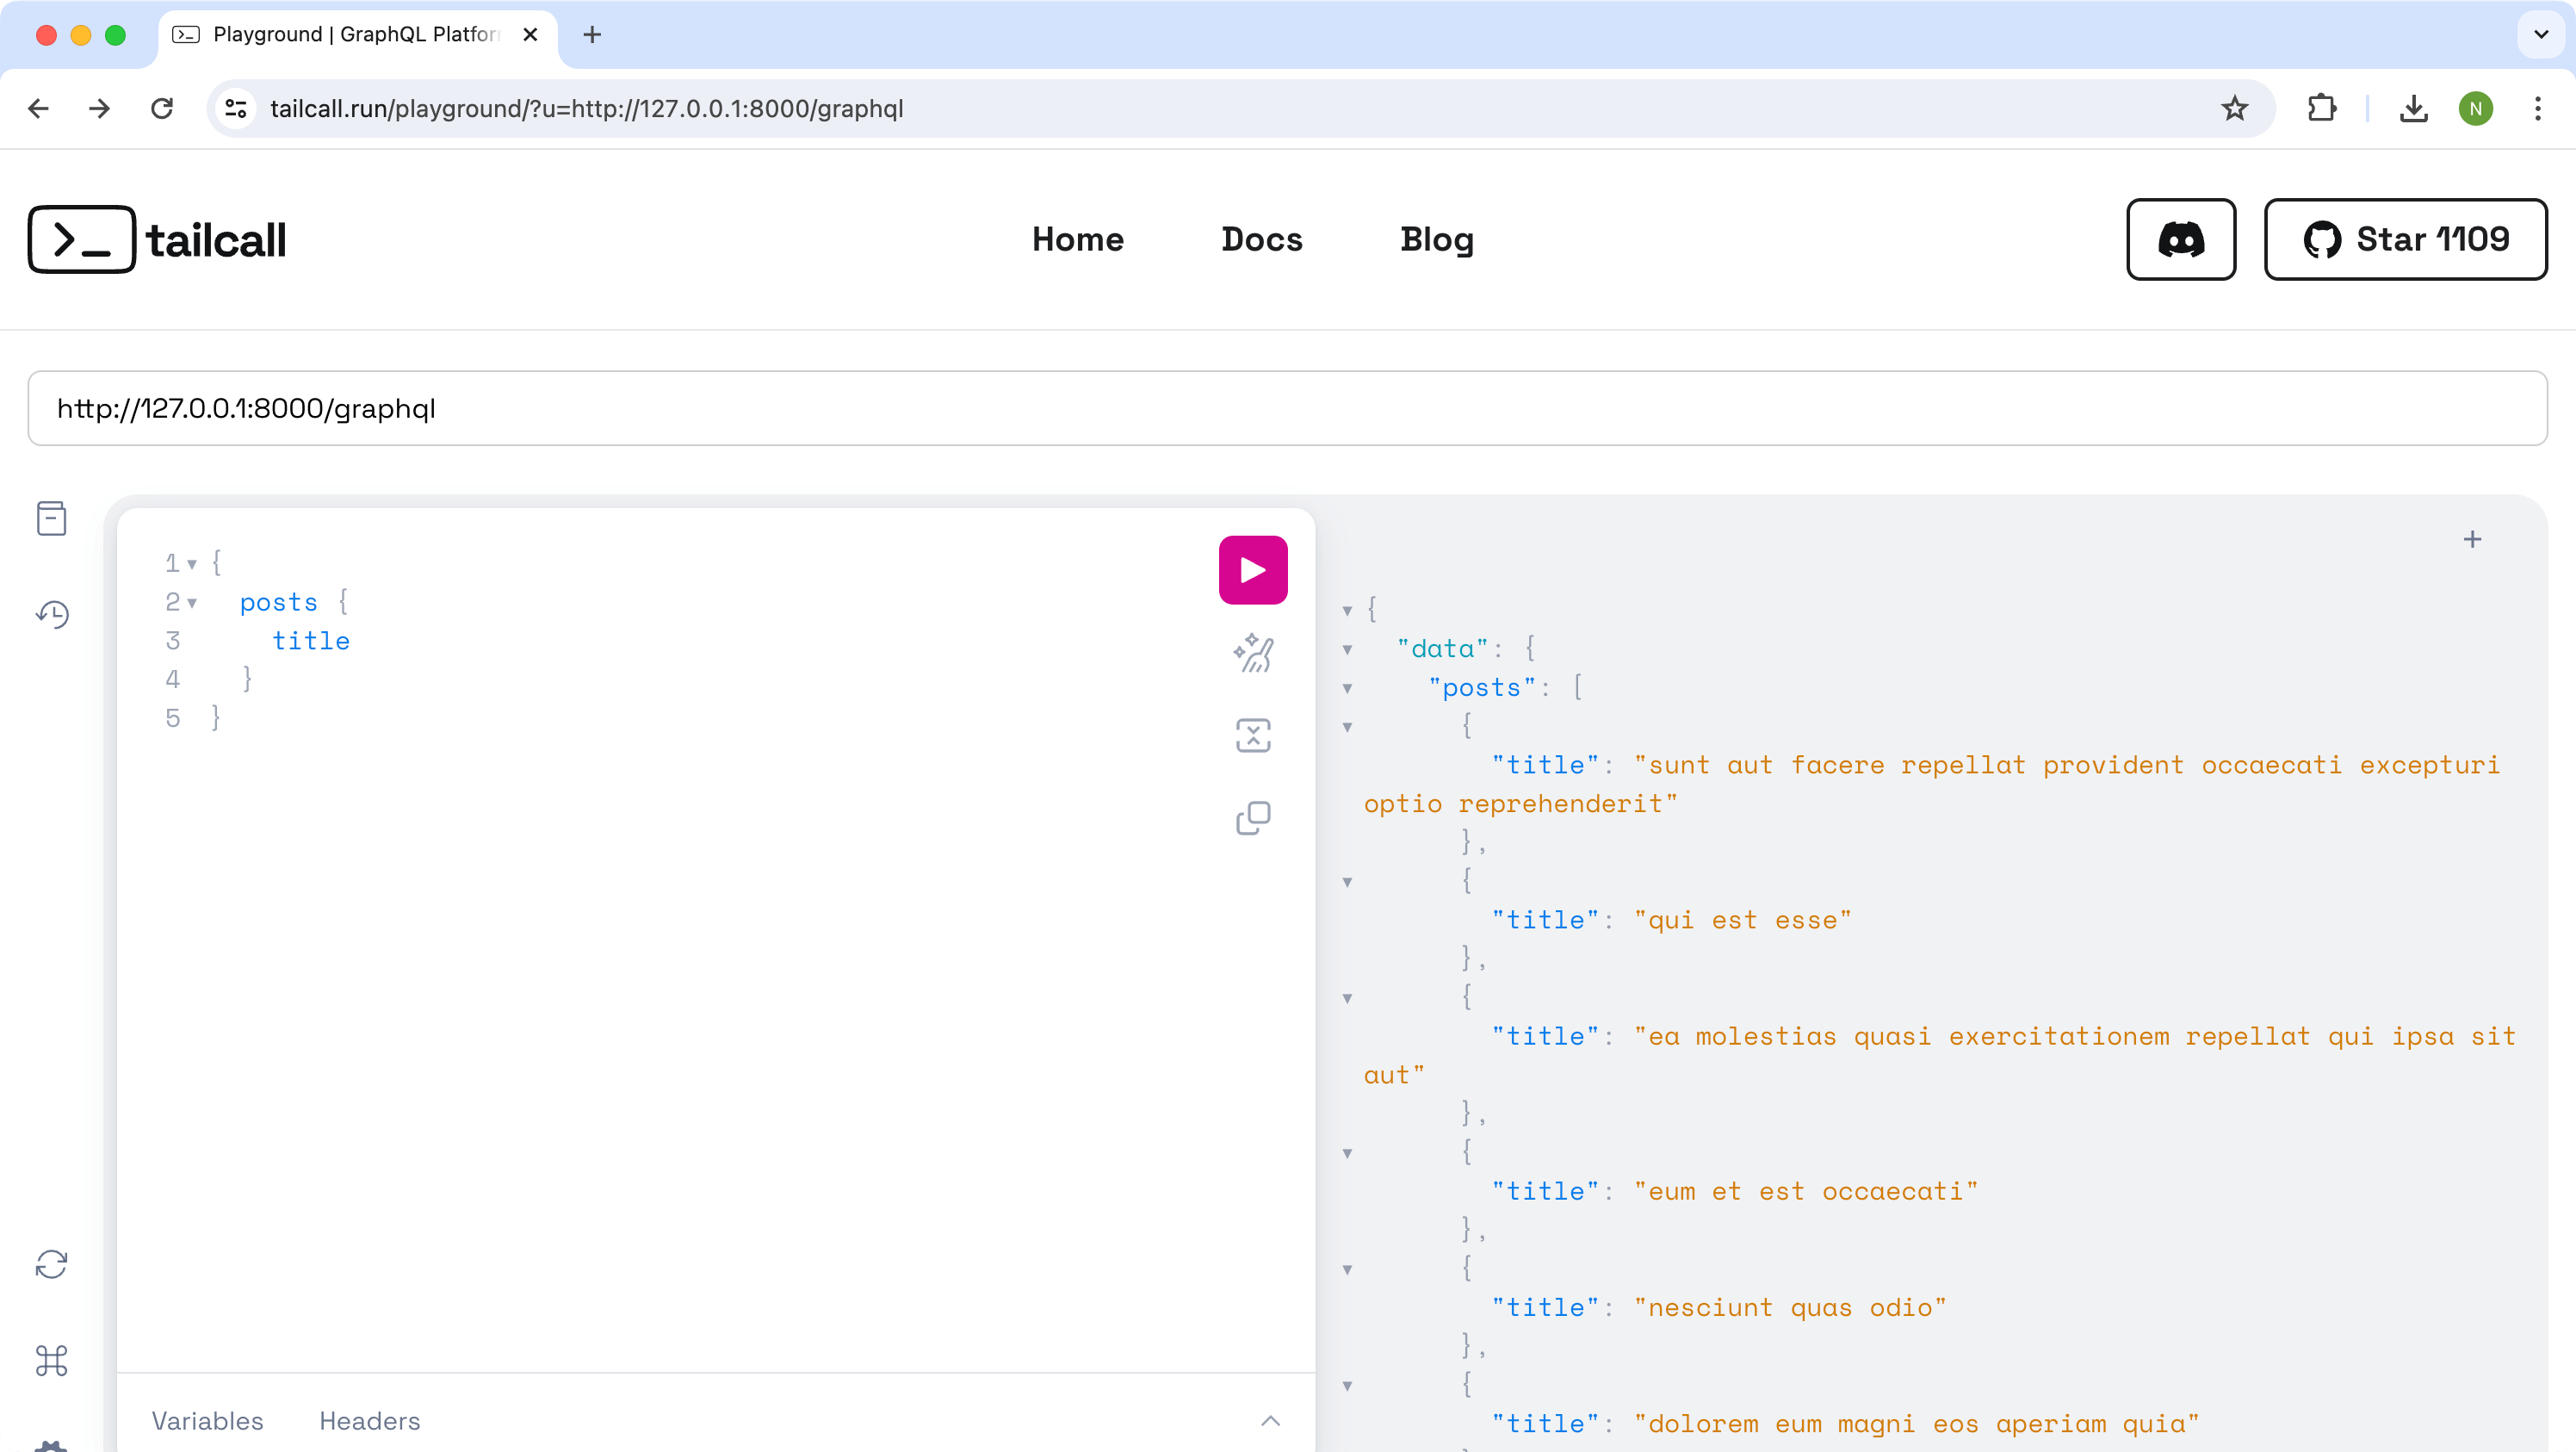 Playground | GraphQL Platfor
tailcall.run/playground/?u=http://127.0.0.1:8000/graphql
N
tailcall
Home Docs Blog
Star 1109
http://127.0.0.1:8000/graphql
1 {
2 posts {
3 title
4 }
5 }
{
"data": {
"posts": [
{
"title": "sunt aut facere repellat provident occaecati excepturi
optio reprehenderit"
},
{
"title": "qui est esse"
},
{
"title": "ea molestias quasi exercitationem repellat qui ipsa sit
aut"
},
{
"title": "eum et est occaecati"
},
{
"title": "nesciunt quas odio"
},
{
"title": "dolorem eum magni eos aperiam quia"
Variables Headers